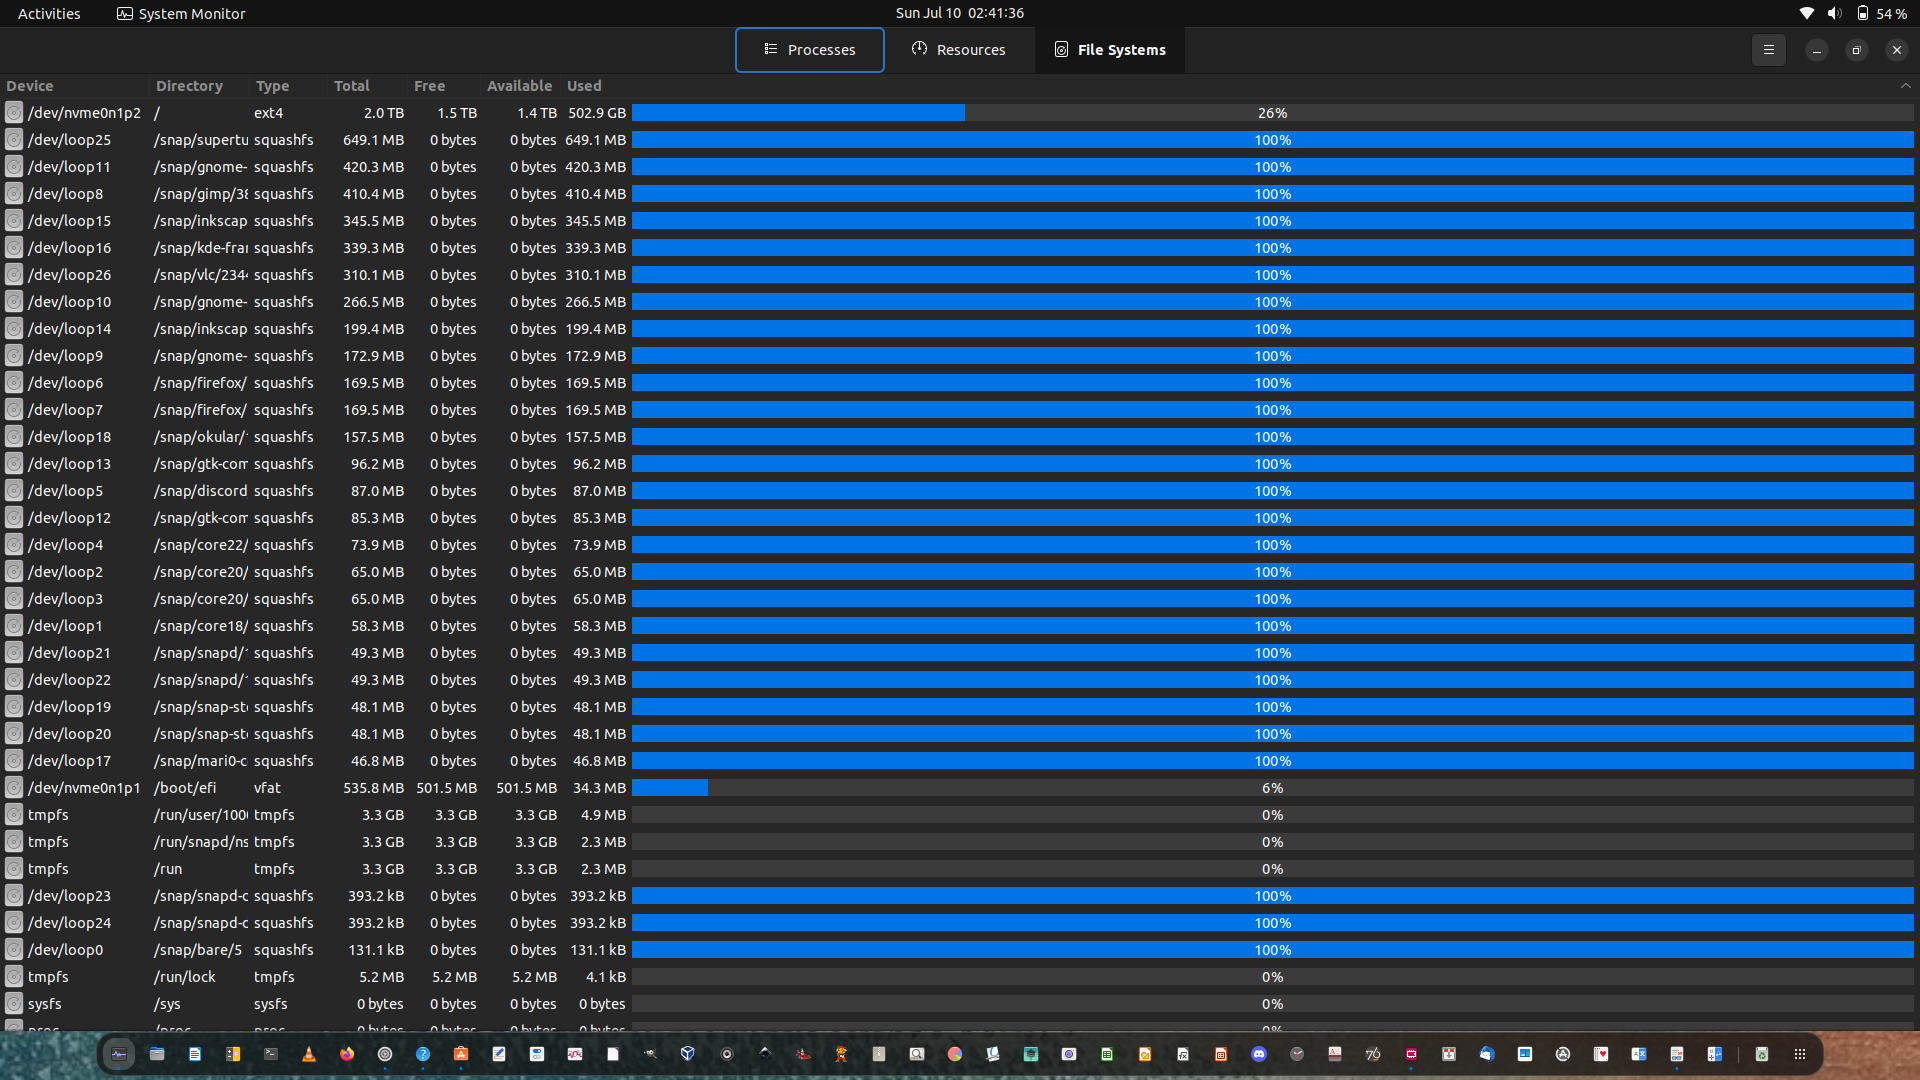 Activities System Monitor Sun Jul 10 02:41:36 54 %
Processes Resources File Systems
Device Directory Type Total Free Available Used
/dev/nvme0n1p2 / ext4 2.0 TB 1.5 TB 1.4 TB 502.9 GB 26%
/dev/loop25 /snap/supertu squashfs 649.1 MB 0 bytes 0 bytes 649.1 MB 100%
/dev/loop11 /snap/gnome- squashfs 420.3 MB 0 bytes 0 bytes 420.3 MB 100%
/dev/loop8 /snap/gimp/38 squashfs 410.4 MB 0 bytes 0 bytes 410.4 MB 100%
/dev/loop15 /snap/inkscap squashfs 345.5 MB 0 bytes 0 bytes 345.5 MB 100%
/dev/loop16 /snap/kde-frar squashfs 339.3 MB 0 bytes 0 bytes 339.3 MB 100%
/dev/loop26 /snap/vlc/2344 squashfs 310.1 MB 0 bytes 0 bytes 310.1 MB 100%
/dev/loop10 /snap/gnome- squashfs 266.5 MB 0 bytes 0 bytes 266.5 MB 100%
/dev/loop14 /snap/inkscap squashfs 199.4 MB 0 bytes 0 bytes 199.4 MB 100%
/dev/loop9 /snap/gnome- squashfs 172.9 MB 0 bytes 0 bytes 172.9 MB 100%
/dev/loop6 /snap/firefox/ squashfs 169.5 MB 0 bytes 0 bytes 169.5 MB 100%
/dev/loop7 /snap/firefox/ squashfs 169.5 MB 0 bytes 0 bytes 169.5 MB 100%
/dev/loop18 /snap/okular/1 squashfs 157.5 MB 0 bytes 0 bytes 157.5 MB 100%
/dev/loop13 /snap/gtk-com squashfs 96.2 MB 0 bytes 0 bytes 96.2 MB 100%
/dev/loop5 /snap/discord squashfs 87.0 MB 0 bytes 0 bytes 87.0 MB 100%
/dev/loop12 /snap/gtk-com squashfs 85.3 MB 0 bytes 0 bytes 85.3 MB 100%
/dev/loop4 /snap/core22/ squashfs 73.9 MB 0 bytes 0 bytes 73.9 MB 100%
/dev/loop2 /snap/core20/ squashfs 65.0 MB 0 bytes 0 bytes 65.0 MB 100%
/dev/loop3 /snap/core20/ squashfs 65.0 MB 0 bytes 0 bytes 65.0 MB 100%
/dev/loop1 /snap/core18/ squashfs 58.3 MB 0 bytes 0 bytes 58.3 MB 100%
/dev/loop21 /snap/snapd/1 squashfs 49.3 MB 0 bytes 0 bytes 49.3 MB 100%
/dev/loop22 /snap/snapd/1 squashfs 49.3 MB 0 bytes 0 bytes 49.3 MB 100%
/dev/loop19 /snap/snap-sto squashfs 48.1 MB 0 bytes 0 bytes 48.1 MB 100%
/dev/loop20 /snap/snap-sto squashfs 48.1 MB 0 bytes 0 bytes 48.1 MB 100%
/dev/loop17 /snap/mari0-c squashfs 46.8 MB 0 bytes 0 bytes 46.8 MB 100%
/dev/nvme0n1p1 /boot/efi vfat 535.8 MB 501.5 MB 501.5 MB 34.3 MB 6%
tmpfs /run/user/1000 tmpfs 3.3 GB 3.3 GB 3.3 GB 4.9 MB 0%
tmpfs /run/snapd/ns tmpfs 3.3 GB 3.3 GB 3.3 GB 2.3 MB 0%
tmpfs /run tmpfs 3.3 GB 3.3 GB 3.3 GB 2.3 MB 0%
/dev/loop23 /snap/snapd-c squashfs 393.2 kB 0 bytes 0 bytes 393.2 kB 100%
/dev/loop24 /snap/snapd-c squashfs 393.2 kB 0 bytes 0 bytes 393.2 kB 100%
/dev/loop0 /snap/bare/5 squashfs 131.1 kB 0 bytes 0 bytes 131.1 kB 100%
tmpfs /run/lock tmpfs 5.2 MB 5.2 MB 5.2 MB 4.1 kB 0%
sysfs /sys sysfs 0 bytes 0 bytes 0 bytes 0 bytes 0%
proc /proc proc 0 bytes 0 bytes 0 bytes 0 bytes 0%